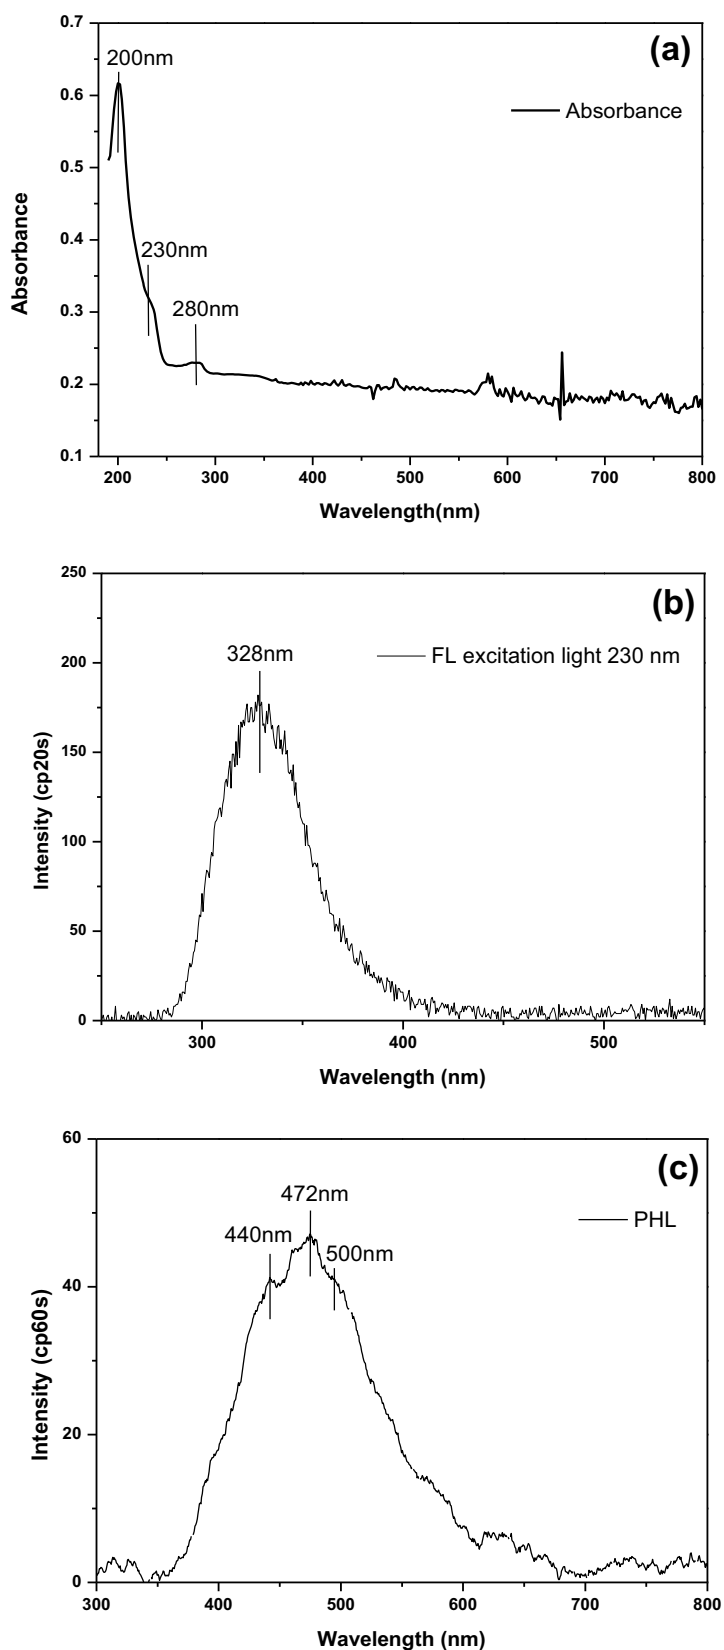 (a)
200nm
230nm
280nm
Absorbance
Absorbance
0.7
0.6
0.5
0.4
0.3
0.2
0.1
200 300 400 500 600 700 800
Wavelength(nm)
(b)
328nm
FL excitation light 230 nm
Intensity (cp20s)
250
200
150
100
50
0
300 400 500
Wavelength (nm)
(c)
472nm
440nm
500nm
PHL
Intensity (cp60s)
60
40
20
0
300 400 500 600 700 800
Wavelength (nm)